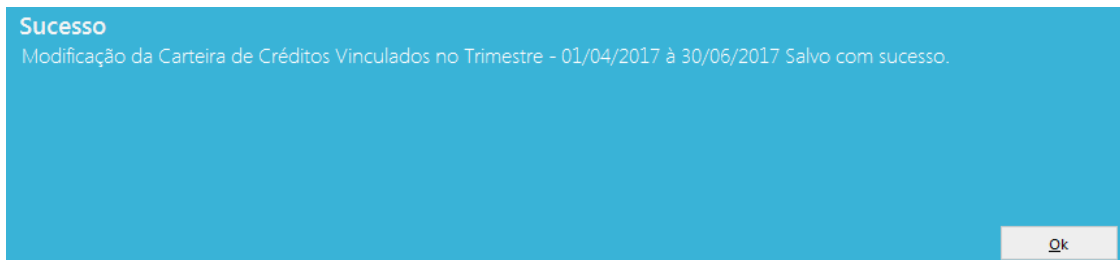 Sucesso
Modificação da Carteira de Créditos Vinculados no Trimestre - 01/04/2017 à 30/06/2017 Salvo com sucesso.
Ok